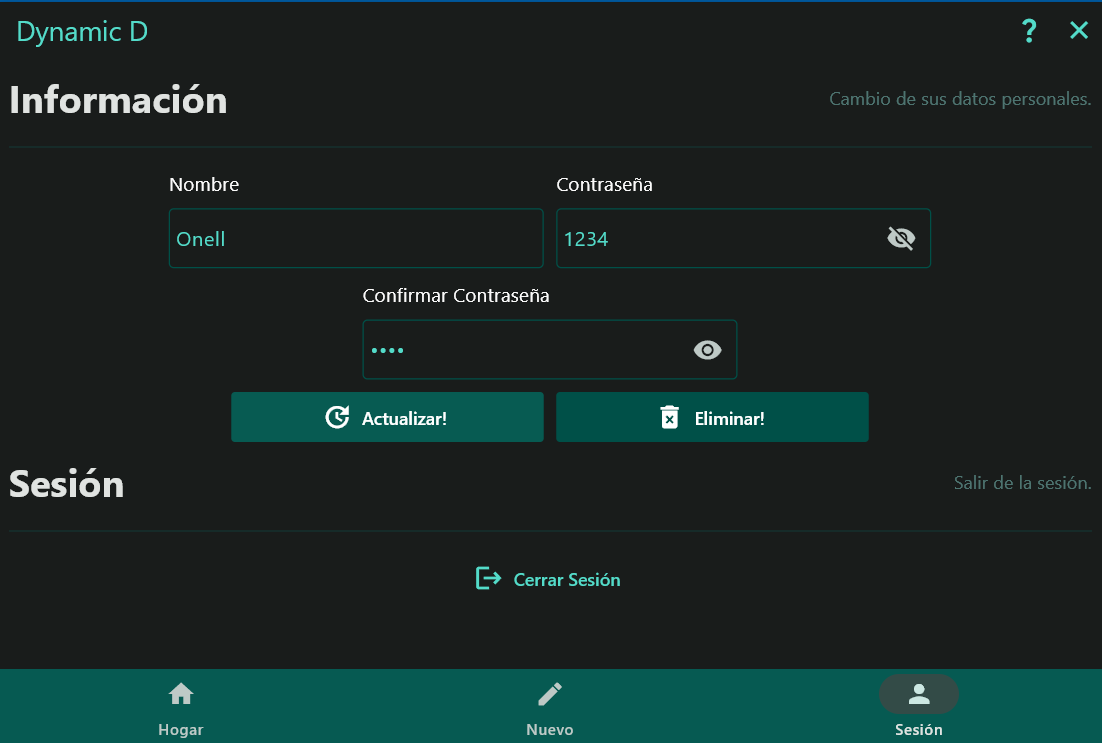 Dynamic D
?
Información
Cambio de sus datos personales.
Nombre
Contraseña
Onell
1234
Confirmar Contraseña
••••
Actualizar!
Eliminar!
Sesión
Salir de la sesión.
Cerrar Sesión
Hogar
Nuevo
Sesión